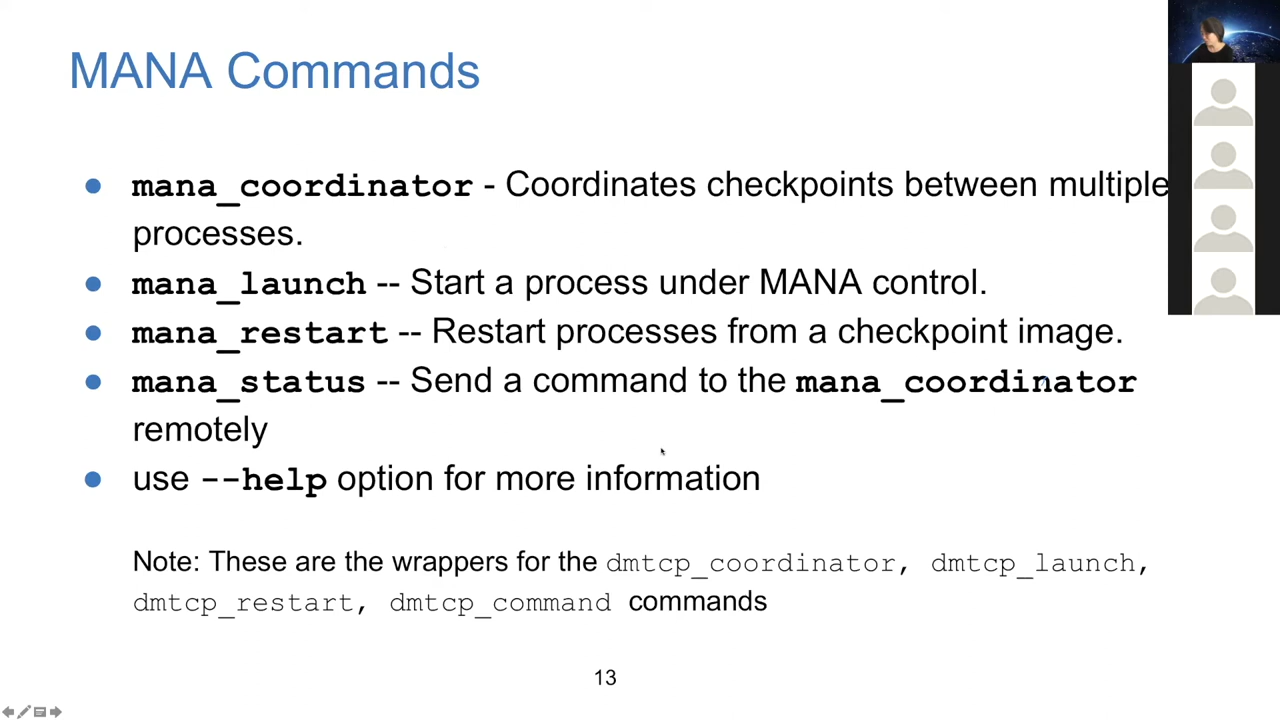 MANA Commands
● mana_coordinator - Coordinates checkpoints between multiple
processes.
● mana_launch -- Start a process under MANA control.
● mana_restart -- Restart processes from a checkpoint image.
● mana_status -- Send a command to the mana_coordinator
remotely
● use --help option for more information
Note: These are the wrappers for the dmtcp_coordinator, dmtcp_launch,
dmtcp_restart, dmtcp_command commands
13